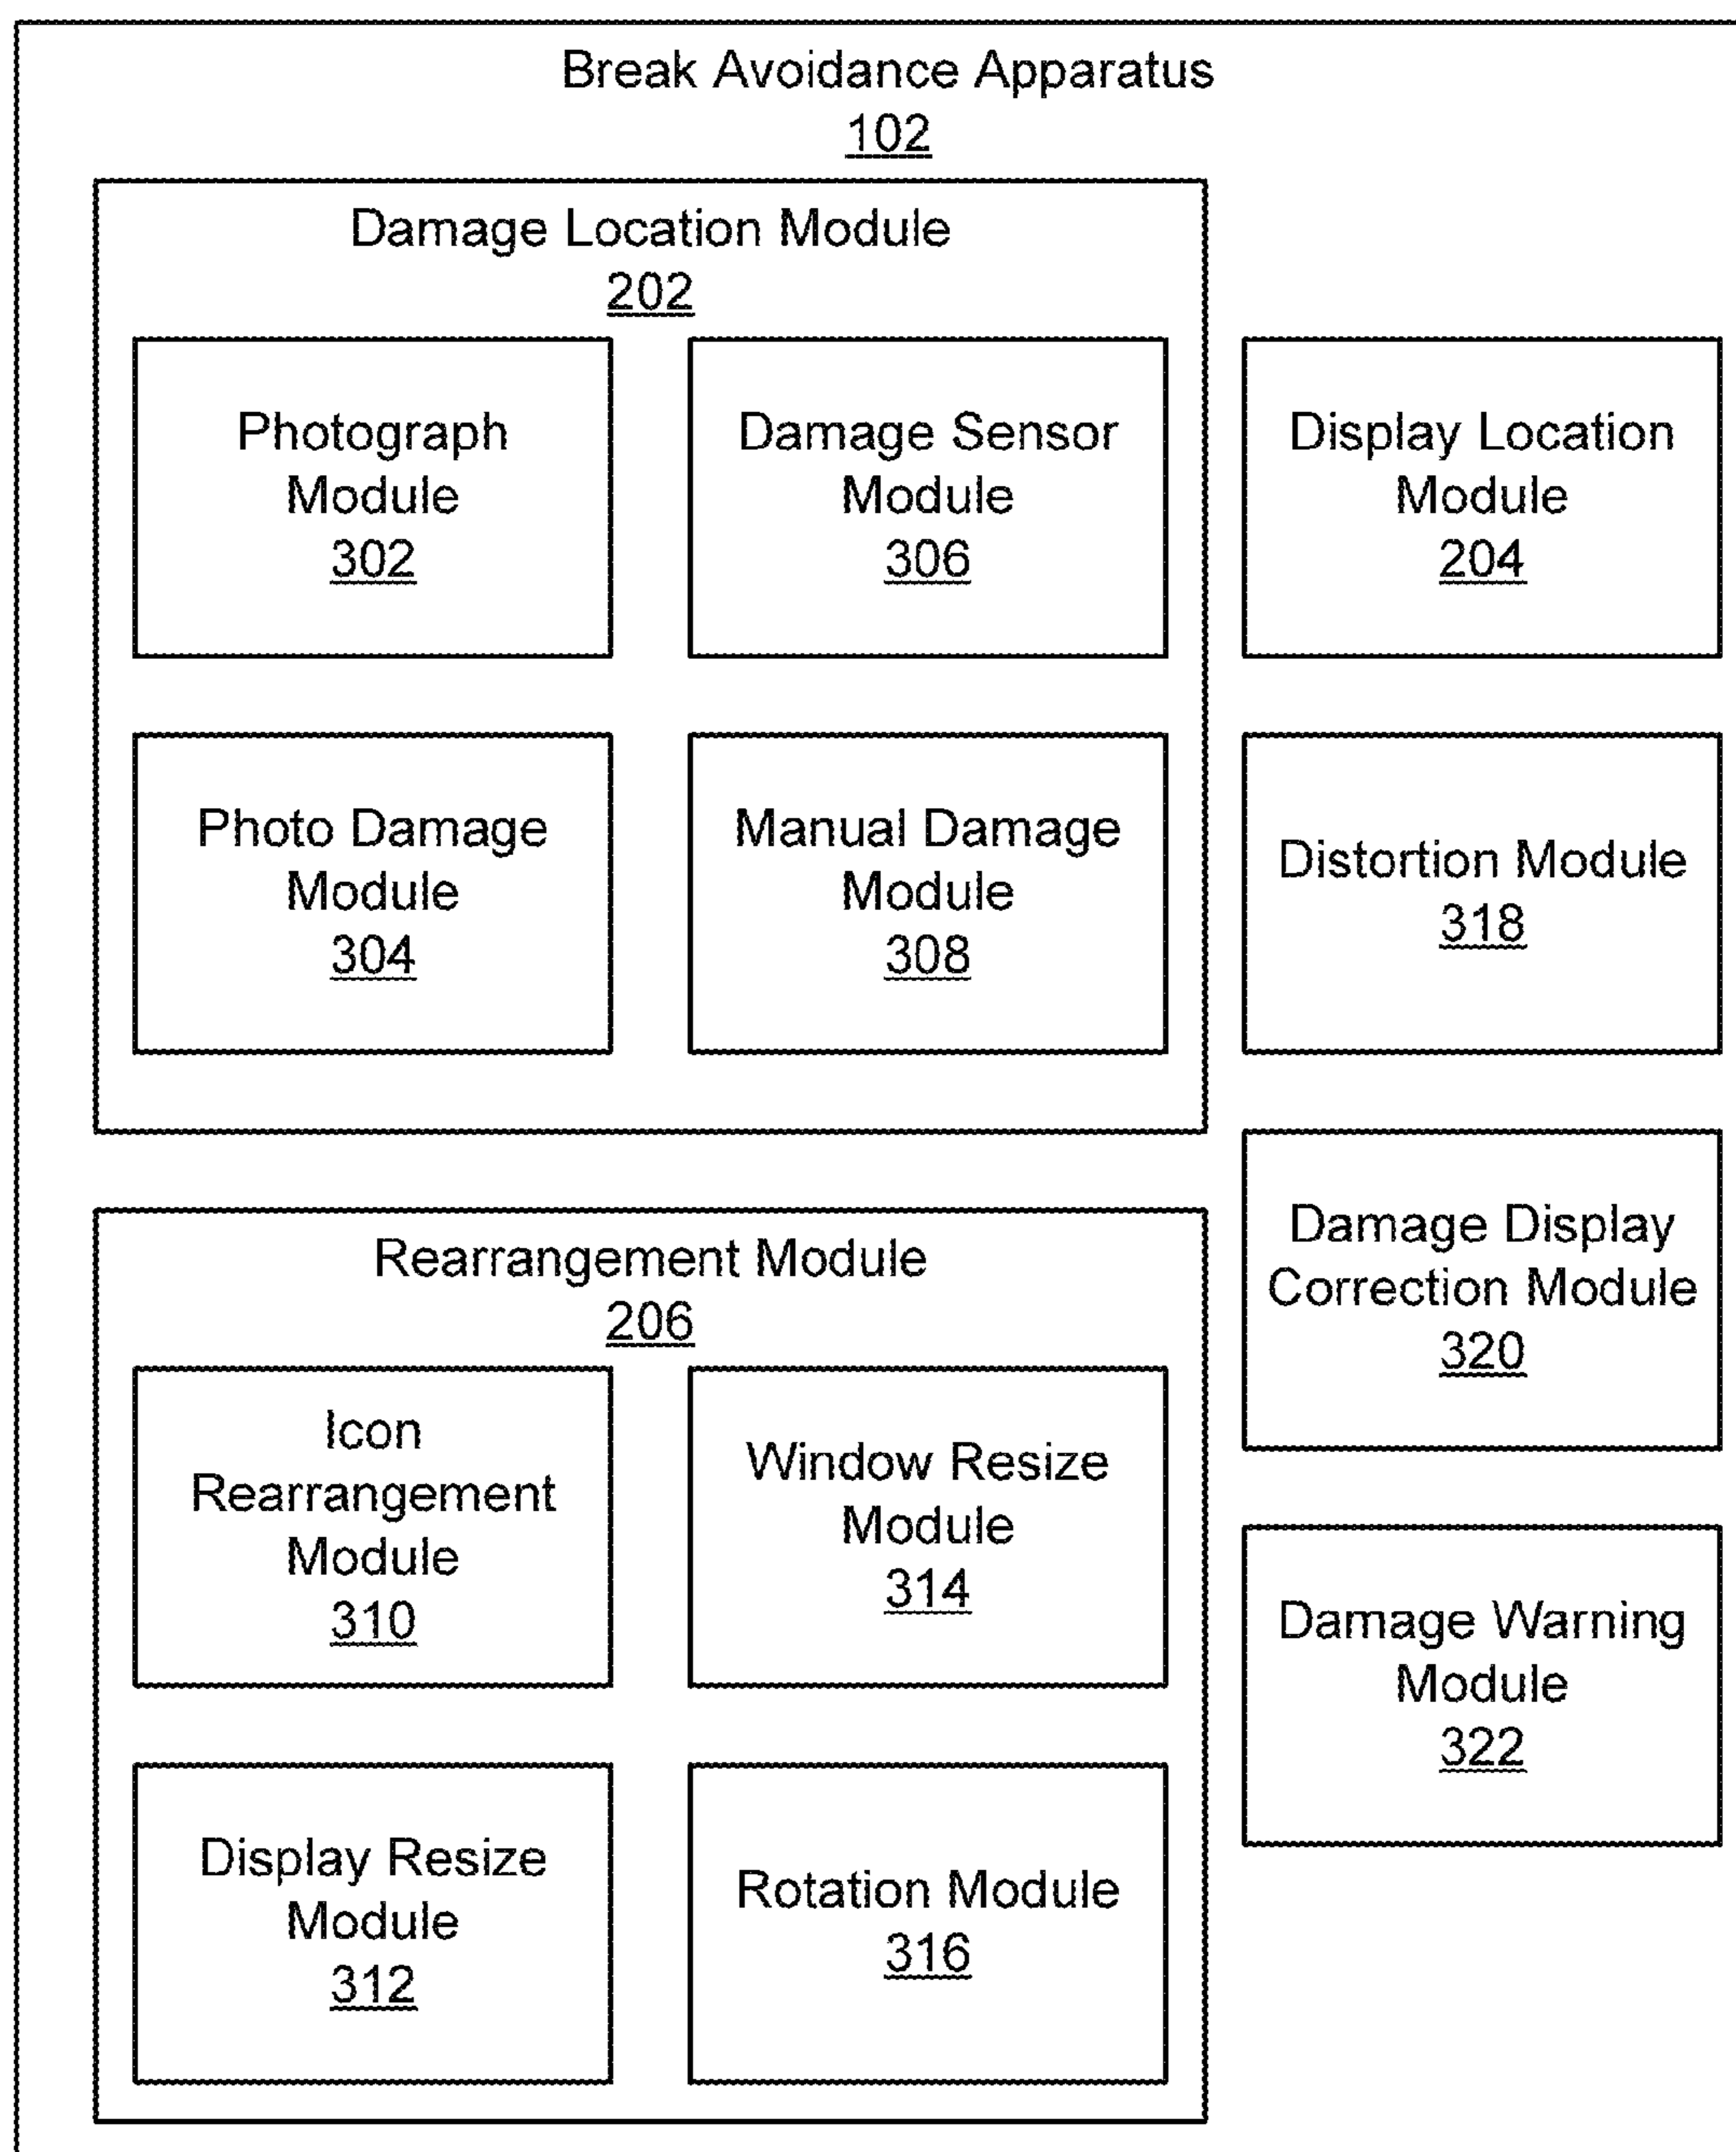 Break Avoidance Apparatus
102
Damage Location Module
202
Photograph
Module
302
Damage Sensor
Module
306
Display Location
Module
204
Photo Damage
Module
304
Manual Damage
Module
308
Distortion Module
318
Damage Display
Correction Module
320
Rearrangement Module
206
Icon
Rearrangement
Module
310
Window Resize
Module
314
Damage Warning
Module
322
Display Resize
Module
312
Rotation Module
316